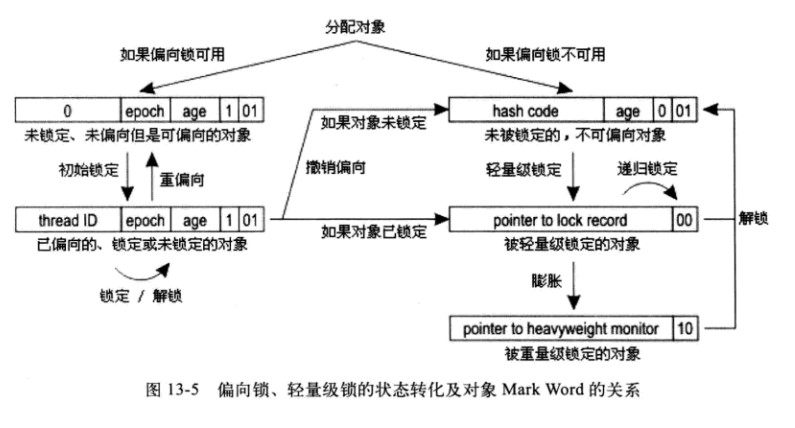 分配对象
如果偏向锁可用
如果偏向锁不可用
0 epoch age 1 01
未锁定、未偏向但是可偏向的对象
hash code age 0 01
未被锁定的，不可偏向对象
如果对象未锁定
初始锁定
重偏向
撤销偏向
轻量级锁定
递归锁定
thread ID epoch age 1 01
已偏向的、锁定或未锁定的对象
如果对象已锁定
pointer to lock record 00
被轻量级锁定的对象
解锁
锁定 / 解锁
膨胀
pointer to heavyweight monitor 10
被重量级锁定的对象
图 13-5 偏向锁、轻量级锁的状态转化及对象 Mark Word 的关系